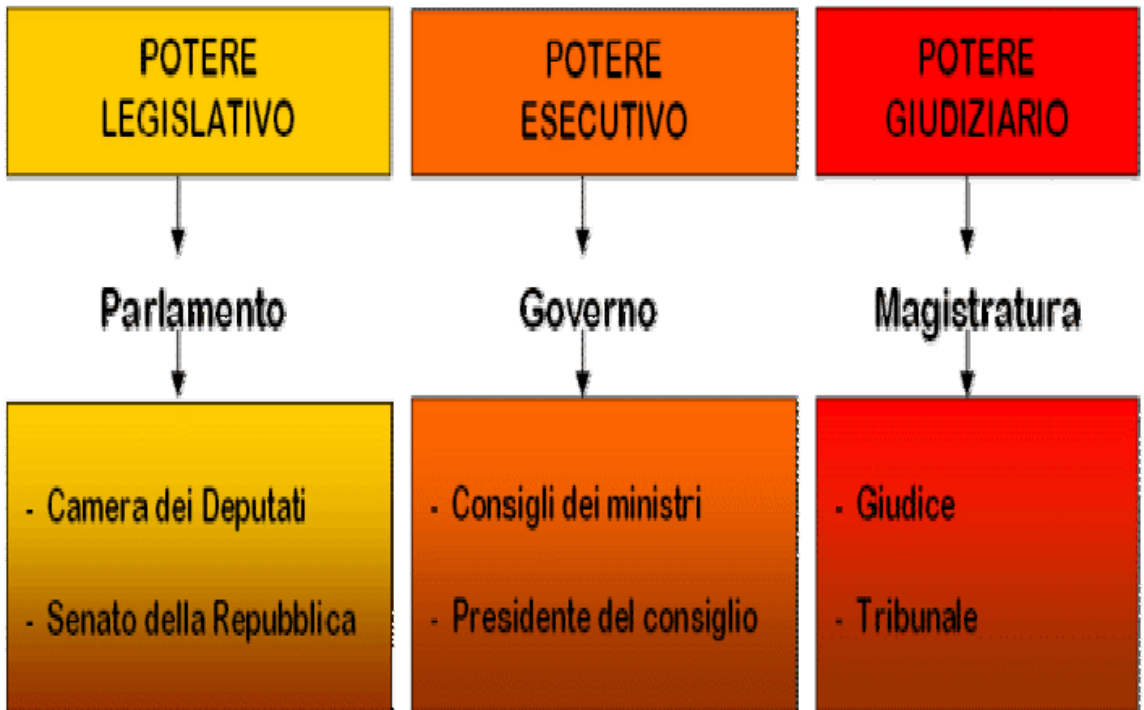 POTERE
LEGISLATIVO
Parlamento
- Camera dei Deputati
- Senato della Repubblica
POTERE
ESECUTIVO
Governo
- Consigli dei ministri
- Presidente del consiglio
POTERE
GIUDIZIARIO
Magistratura
- Giudice
- Tribunale